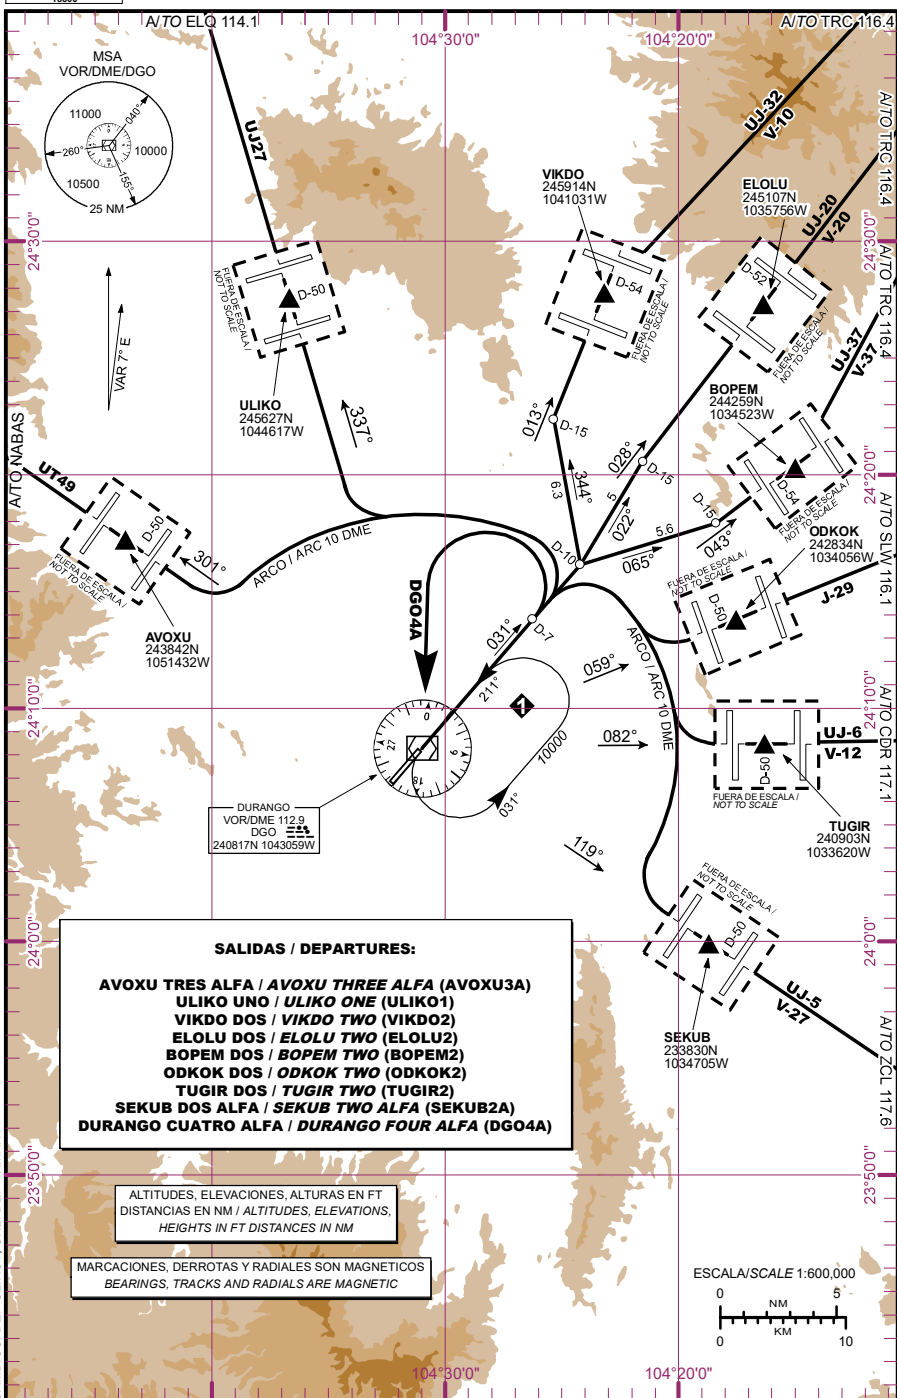 A/TO ELQ 114.1
A/TO TRC 116.4
104°30'0"
104°20'0"
MSA
VOR/DME/DGO
11000
040°
10000
260°
155°
10500
25 NM
UJ27
UJ-32
V-10
A/TO TRC 116.4
VIKDO
245914N
1041031W
ELOLU
245107N
1035756W
UJ-20
V-20
24°30'0"
24°30'0"
A/TO TRC 116.4
VAR 7° E
FUERA DE ESCALA /
NOT TO SCALE
D-50
D-54
FUERA DE ESCALA /
NOT TO SCALE
D-52
FUERA DE ESCALA /
NOT TO SCALE
UJ-37
V-37
ULIKO
245627N
1044617W
337°
BOPEM
244259N
1034523W
013°
D-15
028°
D-15
A/TO NABAS
UT49
24°20'0"
24°20'0"
D-54
FUERA DE ESCALA /
NOT TO SCALE
6.3
344°
5
022°
D-15
043°
5.6
065°
D-10
D-50
FUERA DE ESCALA /
NOT TO SCALE
301°
ARCO / ARC 10 DME
ODKOK
242834N
1034056W
A/TO SLW 116.1
J-29
FUERA DE ESCALA /
NOT TO SCALE
D-50
AVOXU
243842N
1051432W
DGO4A
031°
D-7
211°
ARCO / ARC 10 DME
059°
082°
24°10'0"
24°10'0"
1
10000
031°
0
9
18
27
A/TO CDR 117.1
UJ-6
V-12
D-50
FUERA DE ESCALA /
NOT TO SCALE
TUGIR
240903N
1033620W
DURANGO
VOR/DME 112.9
DGO
240817N 1043059W
119°
FUERA DE ESCALA /
NOT TO SCALE
D-50
24°0'0"
24°0'0"
UJ-5
V-27
A/TO ZCL 117.6
SEKUB
233830N
1034705W
SALIDAS / DEPARTURES:
AVOXU TRES ALFA / AVOXU THREE ALFA (AVOXU3A)
ULIKO UNO / ULIKO ONE (ULIKO1)
VIKDO DOS / VIKDO TWO (VIKDO2)
ELOLU DOS / ELOLU TWO (ELOLU2)
BOPEM DOS / BOPEM TWO (BOPEM2)
ODKOK DOS / ODKOK TWO (ODKOK2)
TUGIR DOS / TUGIR TWO (TUGIR2)
SEKUB DOS ALFA / SEKUB TWO ALFA (SEKUB2A)
DURANGO CUATRO ALFA / DURANGO FOUR ALFA (DGO4A)
23°50'0"
23°50'0"
ALTITUDES, ELEVACIONES, ALTURAS EN FT
DISTANCIAS EN NM / ALTITUDES, ELEVATIONS,
HEIGHTS IN FT DISTANCES IN NM
MARCACIONES, DERROTAS Y RADIALES SON MAGNETICOS
BEARINGS, TRACKS AND RADIALS ARE MAGNETIC
ESCALA/SCALE 1:600,000
0 5
NM
KM
0 10
104°30'0"
104°20'0"